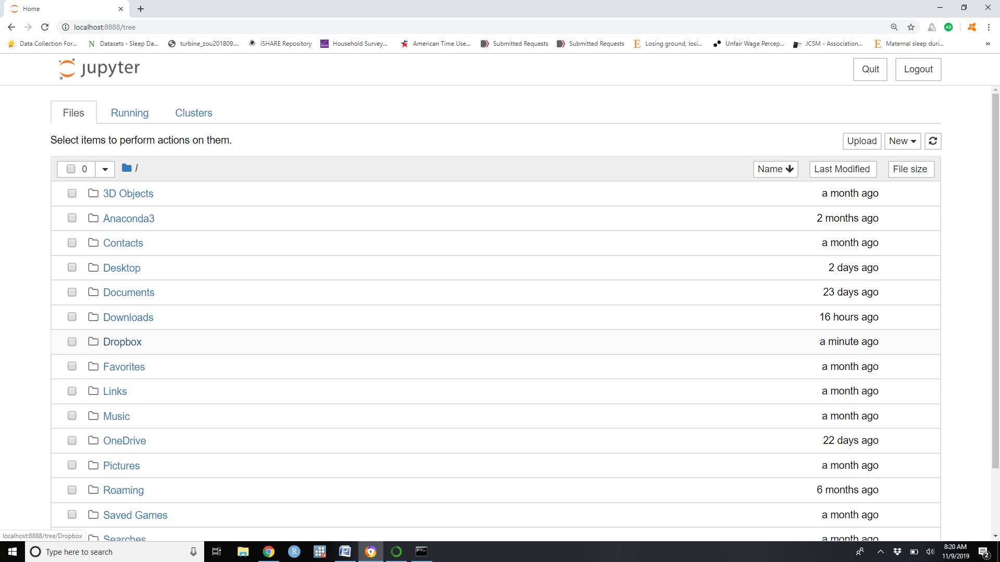 Home
localhost:8888/tree
Data Collection For... Datasets - Sleep Da... turbine_zou201809.... iSHARE Repository Household Survey... American Time Use... Submitted Requests Submitted Requests Losing ground, losi... Unfair Wage Percep... JCSM - Association... Maternal sleep duri... »
jupyter Quit Logout
Files Running Clusters
Select items to perform actions on them. Upload New
0 / Name Last Modified File size
3D Objects a month ago
Anaconda3 2 months ago
Contacts a month ago
Desktop 2 days ago
Documents 23 days ago
Downloads 16 hours ago
Dropbox a minute ago
Favorites a month ago
Links a month ago
Music a month ago
OneDrive 22 days ago
Pictures a month ago
Roaming 6 months ago
Saved Games a month ago
Searches a month ago
localhost:8888/tree/Dropbox
Type here to search
8:20 AM
11/9/2019
2